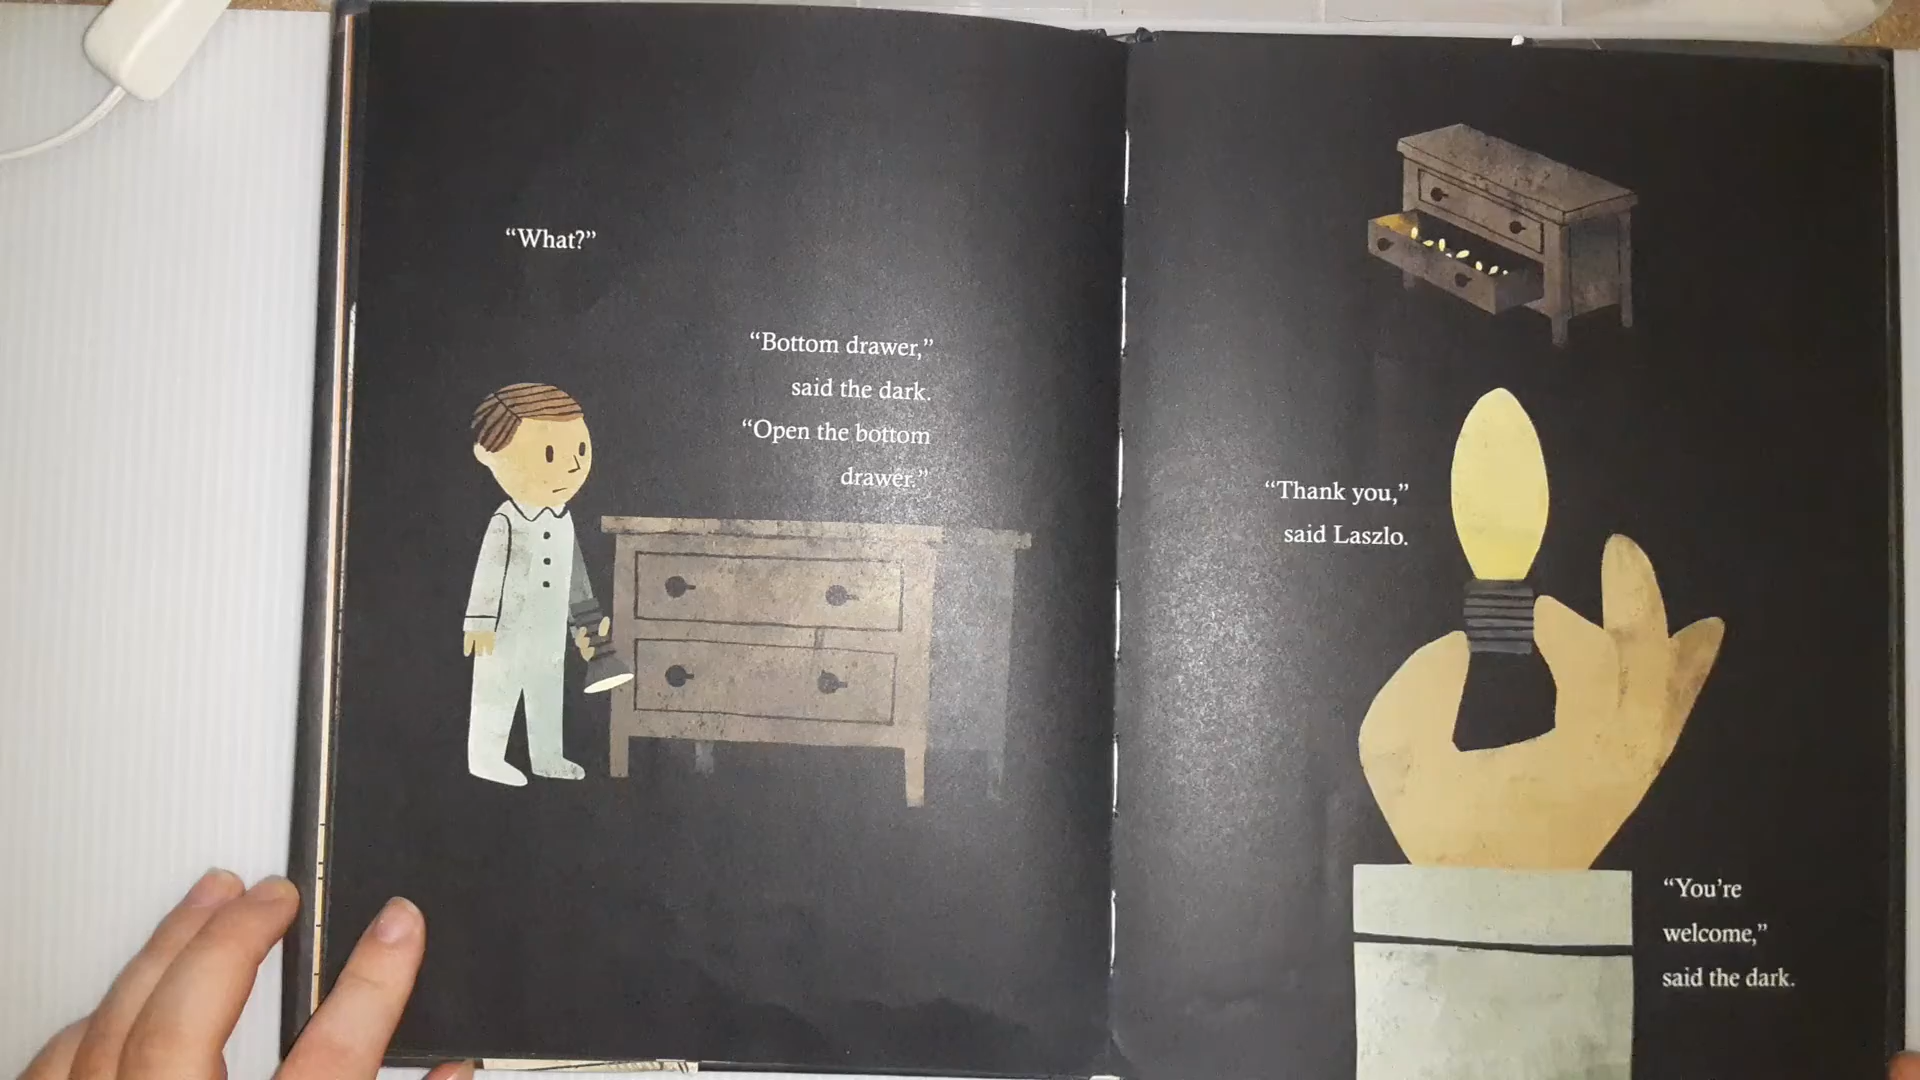 “What?”
“Bottom drawer,”
said the dark.
“Open the bottom
drawer.”
“Thank you,”
said Laszlo.
“You’re
welcome,”
said the dark.